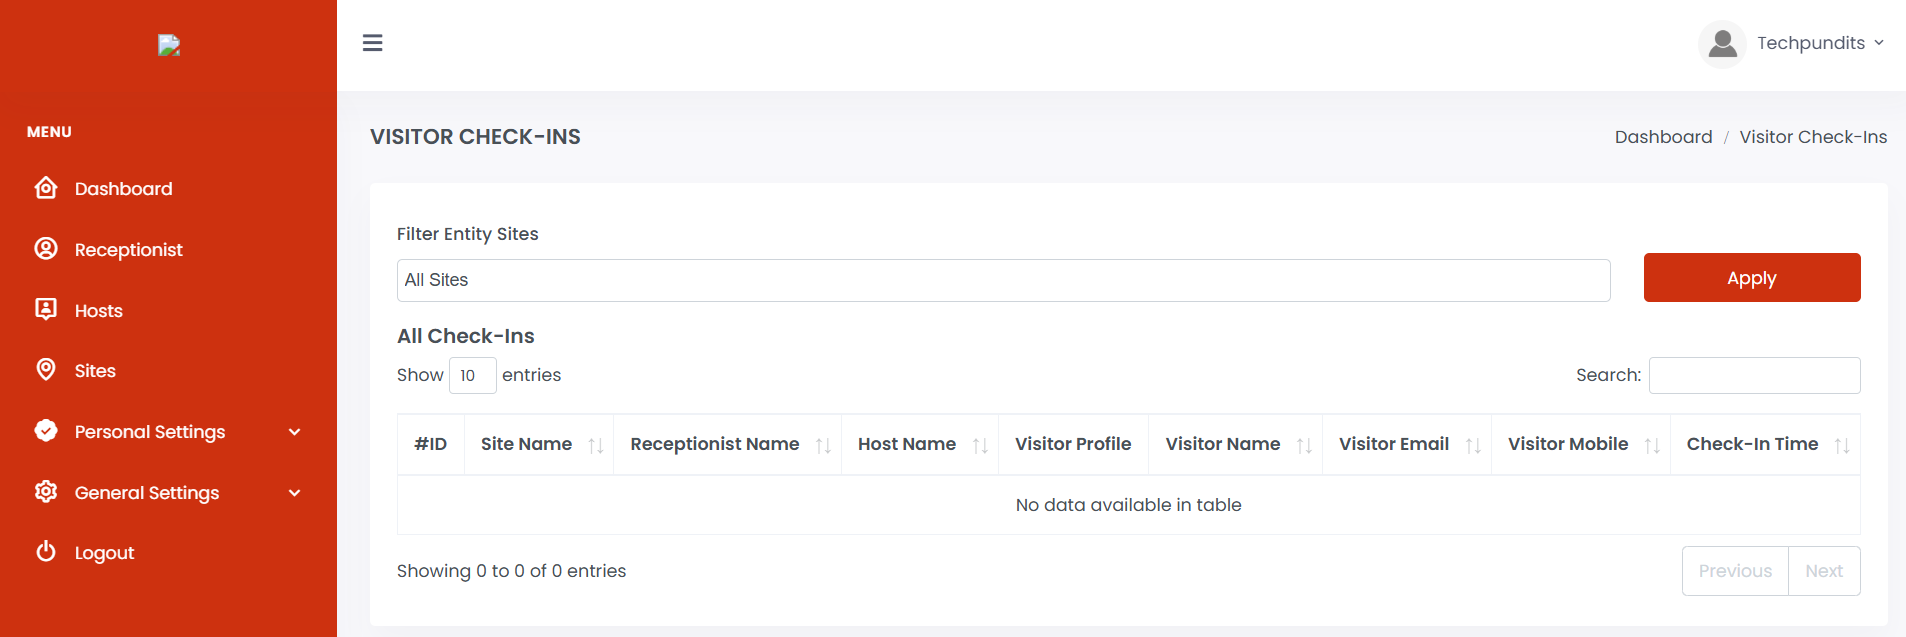 Techpundits
MENU
Dashboard
Receptionist
Hosts
Sites
Personal Settings
General Settings
Logout
VISITOR CHECK-INS
Dashboard / Visitor Check-Ins
Filter Entity Sites
All Sites
Apply
All Check-Ins
Show 10 entries
Search:
#ID Site Name Receptionist Name Host Name Visitor Profile Visitor Name Visitor Email Visitor Mobile Check-In Time
No data available in table
Showing 0 to 0 of 0 entries
Previous Next